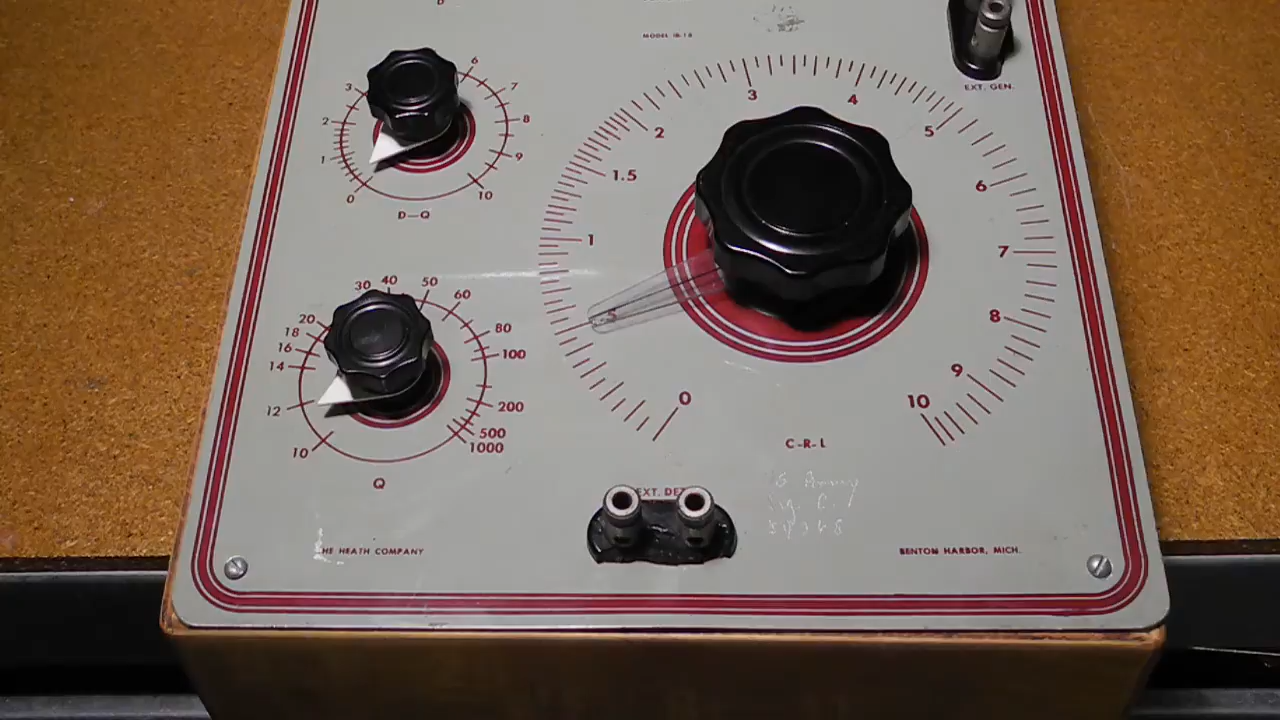 MODEL IB-1B
EXT. GEN.
0 1 2 3 6 7 8 9 10
D—Q
0 .5 1 1.5 2 3 4 5 6 7 8 9 10
C-R-L
10 12 14 16 18 20 30 40 50 60 80 100 200 500 1000
Q
EXT. DET
HE HEATH COMPANY
BENTON HARBOR, MICH.